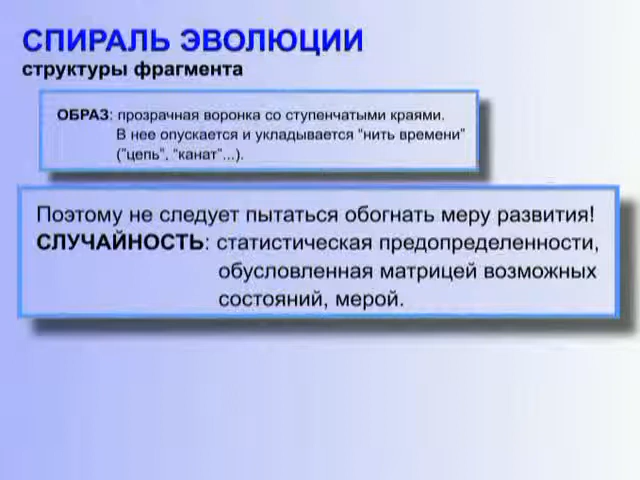 СПИРАЛЬ ЭВОЛЮЦИИ
структуры фрагмента
ОБРАЗ: прозрачная воронка со ступенчатыми краями.
В нее опускается и укладывается "нить времени"
("цепь", "канат"...).
Поэтому не следует пытаться обогнать меру развития!
СЛУЧАЙНОСТЬ: статистическая предопределенности,
обусловленная матрицей возможных
состояний, мерой.